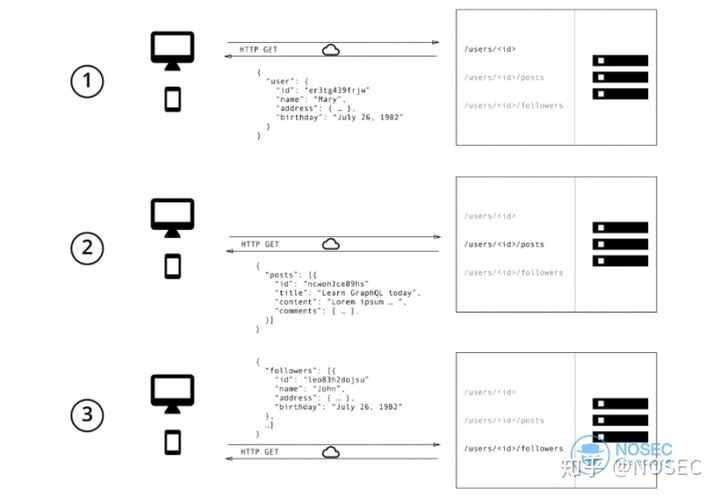 1
HTTP GET
{
"user": {
"id": "er3tg439frjw"
"name": "Mary",
"address": { … },
"birthday": "July 26, 1982"
}
}
/users/<id>
/users/<id>/posts
/users/<id>/followers
2
HTTP GET
{
"posts": [{
"id": "ncwon3ce89hs"
"title": "Learn GraphQL today",
"content": "Lorem ipsum … ",
"comments": [ … ],
}]
}
/users/<id>
/users/<id>/posts
/users/<id>/followers
3
{
"followers": [{
"id": "leo83h2dojsu"
"name": "John",
"address": { … },
"birthday": "July 26, 1982"
},
…]
}
HTTP GET
/users/<id>
/users/<id>/posts
/users/<id>/followers
NOSEC
知乎 @NOSEC